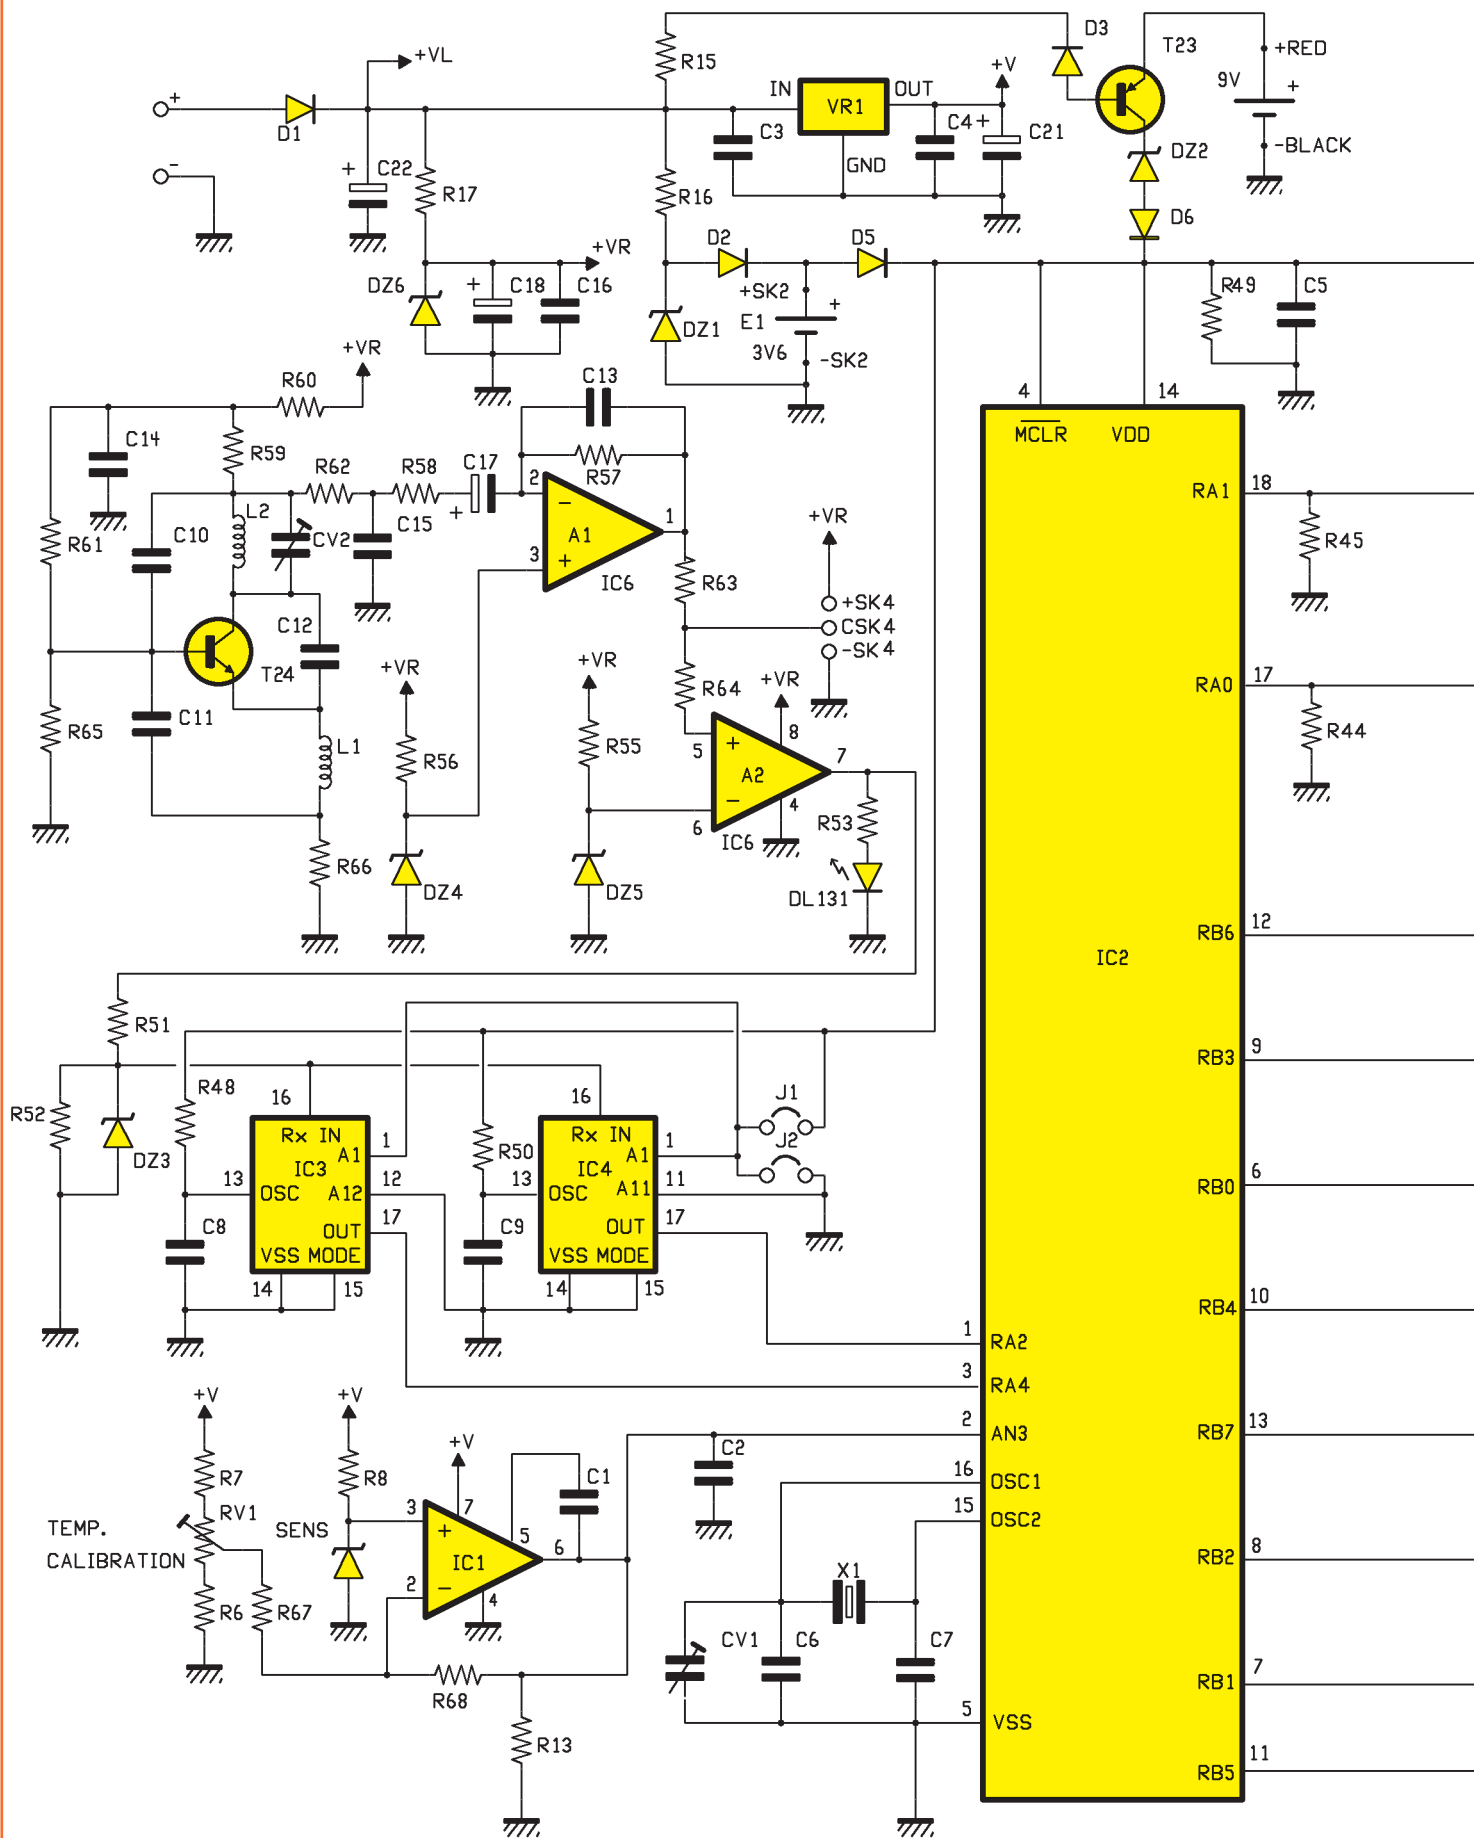 D3
T23
+RED
9V
+
-BLACK
+VL
R15
+V
IN
VR1
OUT
+
D1
C3
C4
+
C21
GND
DZ2
-
+
C22
R17
R16
D6
+VR
D2
D5
DZ6
+
C18
C16
+SK2
+
E1
DZ1
3V6
-SK2
R49
C5
+VR
R60
C13
4
14
C14
R59
R62
R58
C17
+
R57
MCLR
VDD
2
-
L2
C10
CV2
C15
R61
A1
1
3
+
IC6
+VR
RA1
18
R45
R63
+SK4
CSK4
-SK4
C12
T24
+VR
+VR
R64
+VR
RA0
17
R44
C11
R65
L1
R56
R55
5
+
8
7
A2
-
4
6
IC6
R53
R66
DZ4
DZ5
DL131
RB6
12
IC2
R51
R48
R52
DZ3
16
Rx IN
A1
1
IC3
13
OSC
A12
12
OUT
17
VSS
MODE
14
15
C8
R50
16
Rx IN
A1
1
IC4
13
OSC
A11
11
OUT
17
VSS
MODE
14
15
C9
J1
J2
RB3
9
RB0
6
RB4
10
1
RA2
3
RA4
2
AN3
16
OSC1
15
OSC2
RB7
13
+V
+V
+V
R7
R8
C1
C2
RV1
TEMP.
CALIBRATION
SENS
3
+
7
5
6
IC1
2
-
4
R6
R67
R68
R13
X1
CV1
C6
C7
RB2
8
RB1
7
5
VSS
RB5
11